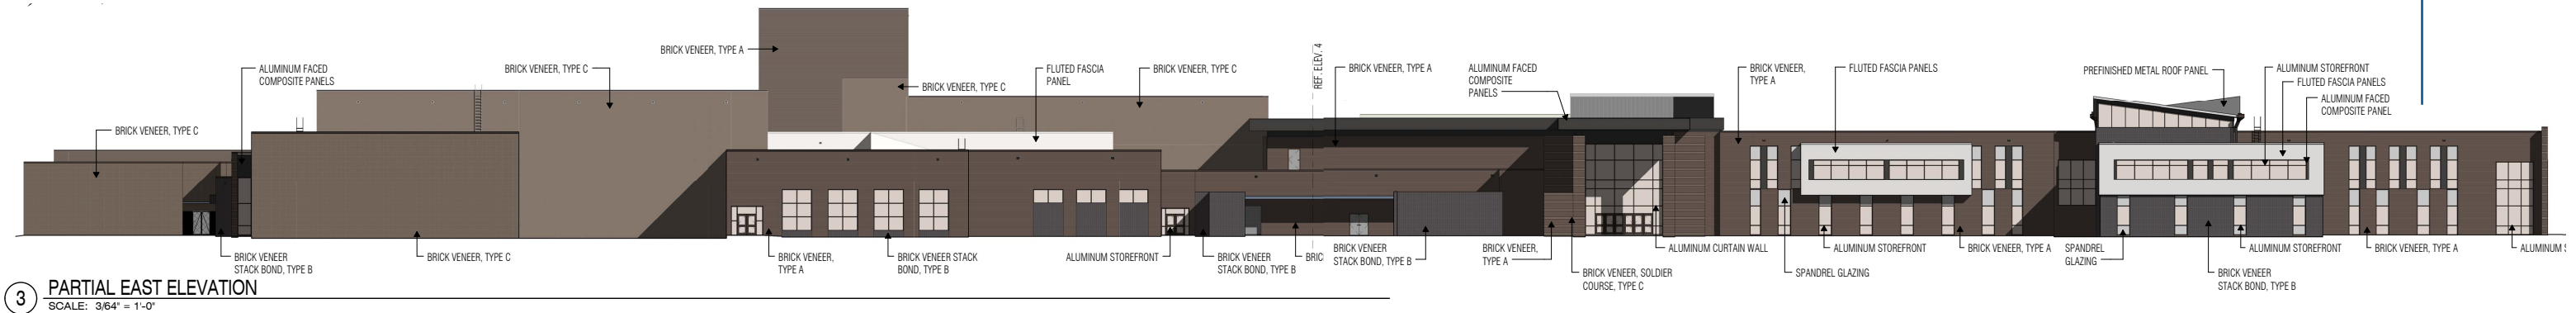 BRICK VENEER, TYPE C
ALUMINUM FACED
COMPOSITE PANELS
BRICK VENEER, TYPE C
BRICK VENEER, TYPE A
BRICK VENEER, TYPE C
FLUTED FASCIA
PANEL
BRICK VENEER, TYPE C
REF. ELEV. 4
BRICK VENEER, TYPE A
ALUMINUM FACED
COMPOSITE
PANELS
BRICK VENEER,
TYPE A
FLUTED FASCIA PANELS
PREFINISHED METAL ROOF PANEL
ALUMINUM STOREFRONT
FLUTED FASCIA PANELS
ALUMINUM FACED
COMPOSITE PANEL
BRICK VENEER
STACK BOND, TYPE B
BRICK VENEER, TYPE C
BRICK VENEER,
TYPE A
BRICK VENEER STACK
BOND, TYPE B
ALUMINUM STOREFRONT
BRICK VENEER
STACK BOND, TYPE B
BRIC
BRICK VENEER
STACK BOND, TYPE B
BRICK VENEER,
TYPE A
BRICK VENEER, SOLDIER
COURSE, TYPE C
ALUMINUM CURTAIN WALL
SPANDREL GLAZING
ALUMINUM STOREFRONT
BRICK VENEER, TYPE A
SPANDREL
GLAZING
BRICK VENEER
STACK BOND, TYPE B
ALUMINUM STOREFRONT
BRICK VENEER, TYPE A
ALUMINUM S
3
PARTIAL EAST ELEVATION
SCALE: 3/64" = 1'-0"